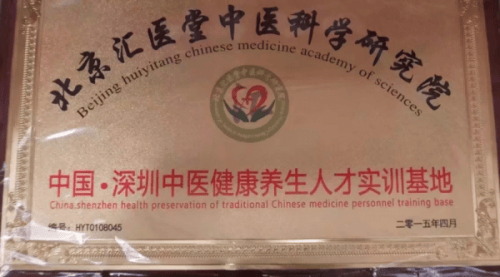 北京汇医堂中医科学研究院
Beijing huiyitang chinese medicine academy of sciences
中国·深圳中医健康养生人才实训基地
China.shenzhen health preservation of traditional Chinese medicine personnel training base
编号: HYT0108045
二零一五年四月